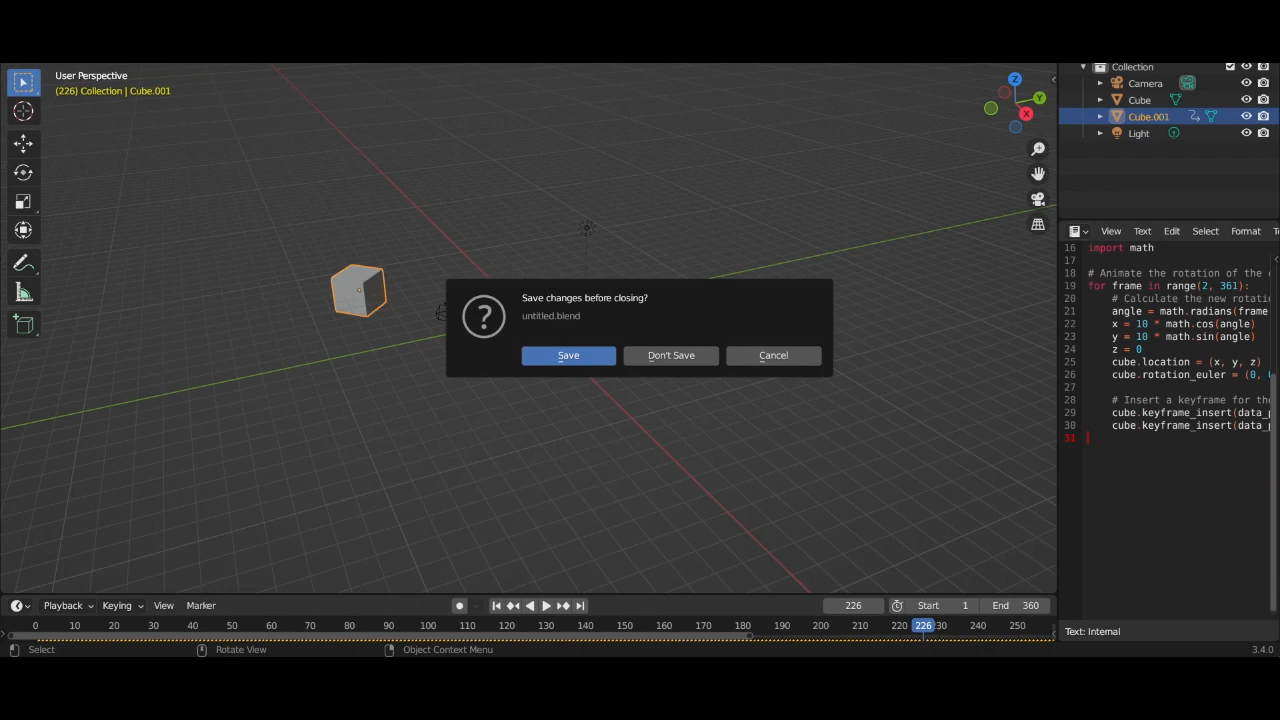 User Perspective
(226) Collection | Cube.001
Z
Y
X
Collection
Camera
Cube
Cube.001
Light
View Text Edit Select Format
16 import math
17
18 # Animate the rotation of the
19 for frame in range(2, 361):
20 # Calculate the new rotati
21 angle = math.radians(frame
22 x = 10 * math.cos(angle)
23 y = 10 * math.sin(angle)
24 z = 0
25 cube.location = (x, y, z)
26 cube.rotation_euler = (0,
27
28 # Insert a keyframe for the
29 cube.keyframe_insert(data_p
30 cube.keyframe_insert(data_p
31
Save changes before closing?
untitled.blend
Save Don't Save Cancel
Playback Keying View Marker 226 Start 1 End 360
0 10 20 30 40 50 60 70 80 90 100 110 120 130 140 150 160 170 180 190 200 210 220 226 230 240 250
Text: Internal
Select Rotate View Object Context Menu 3.4.0